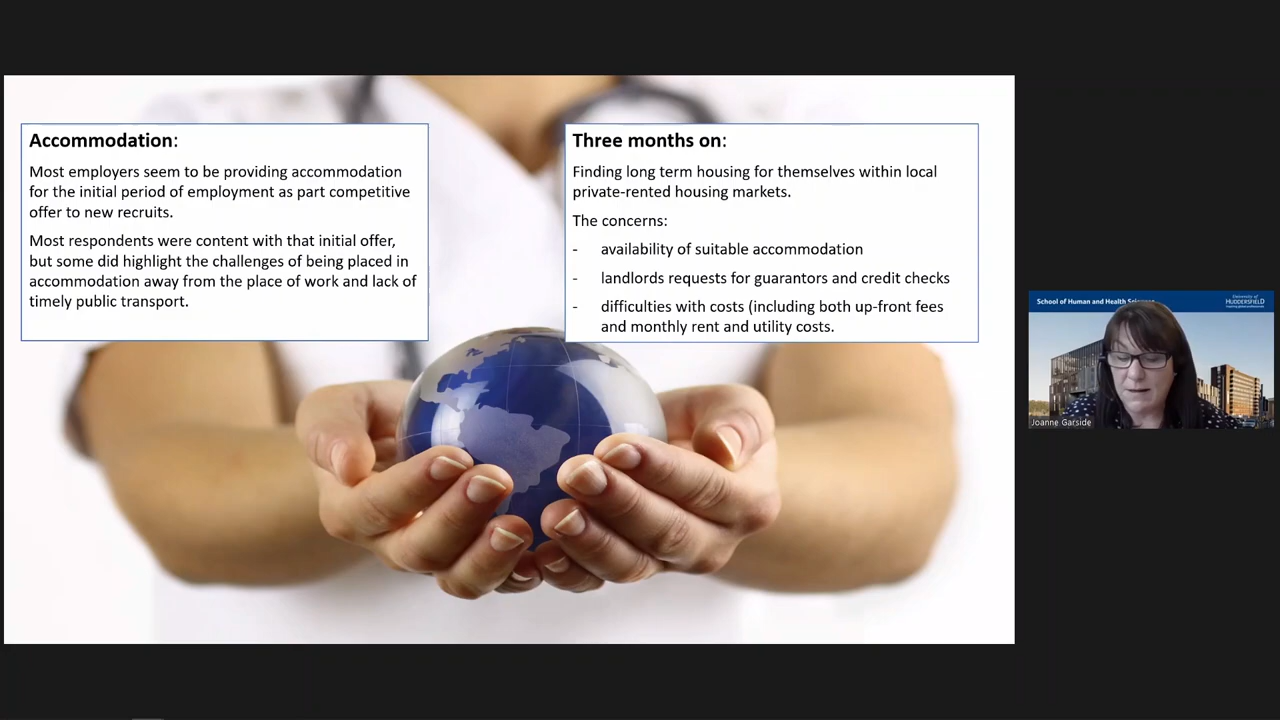 Accommodation:
Most employers seem to be providing accommodation
for the initial period of employment as part competitive
offer to new recruits.
Most respondents were content with that initial offer,
but some did highlight the challenges of being placed in
accommodation away from the place of work and lack of
timely public transport.
Three months on:
Finding long term housing for themselves within local
private-rented housing markets.
The concerns:
- availability of suitable accommodation
- landlords requests for guarantors and credit checks
- difficulties with costs (including both up-front fees
and monthly rent and utility costs.
School of Human and Health Sciences
University of
HUDDERSFIELD
Joanne Garside